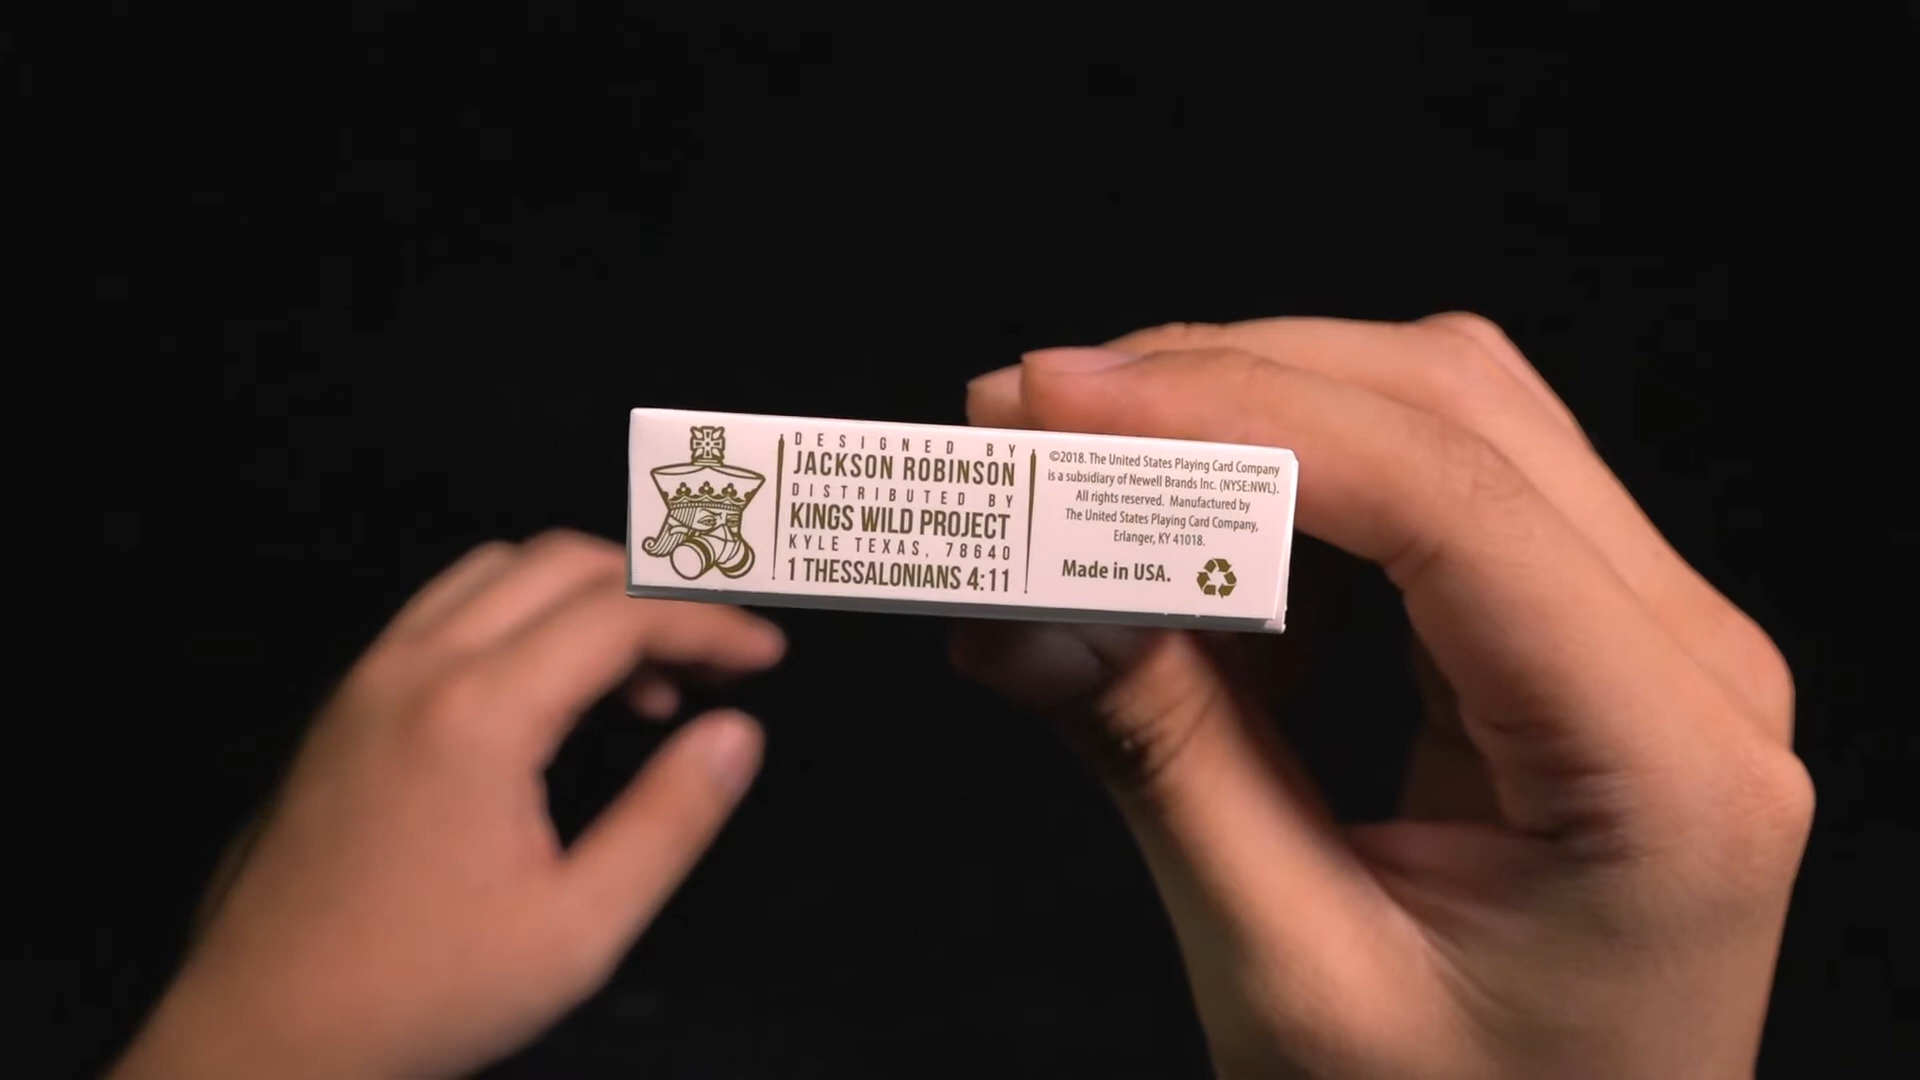 DESIGNED BY
JACKSON ROBINSON
DISTRIBUTED BY
KINGS WILD PROJECT
KYLE TEXAS, 78640
1 THESSALONIANS 4:11
©2018. The United States Playing Card Company
is a subsidiary of Newell Brands Inc. (NYSE:NWL).
All rights reserved. Manufactured by
The United States Playing Card Company,
Erlanger, KY 41018.
Made in USA.